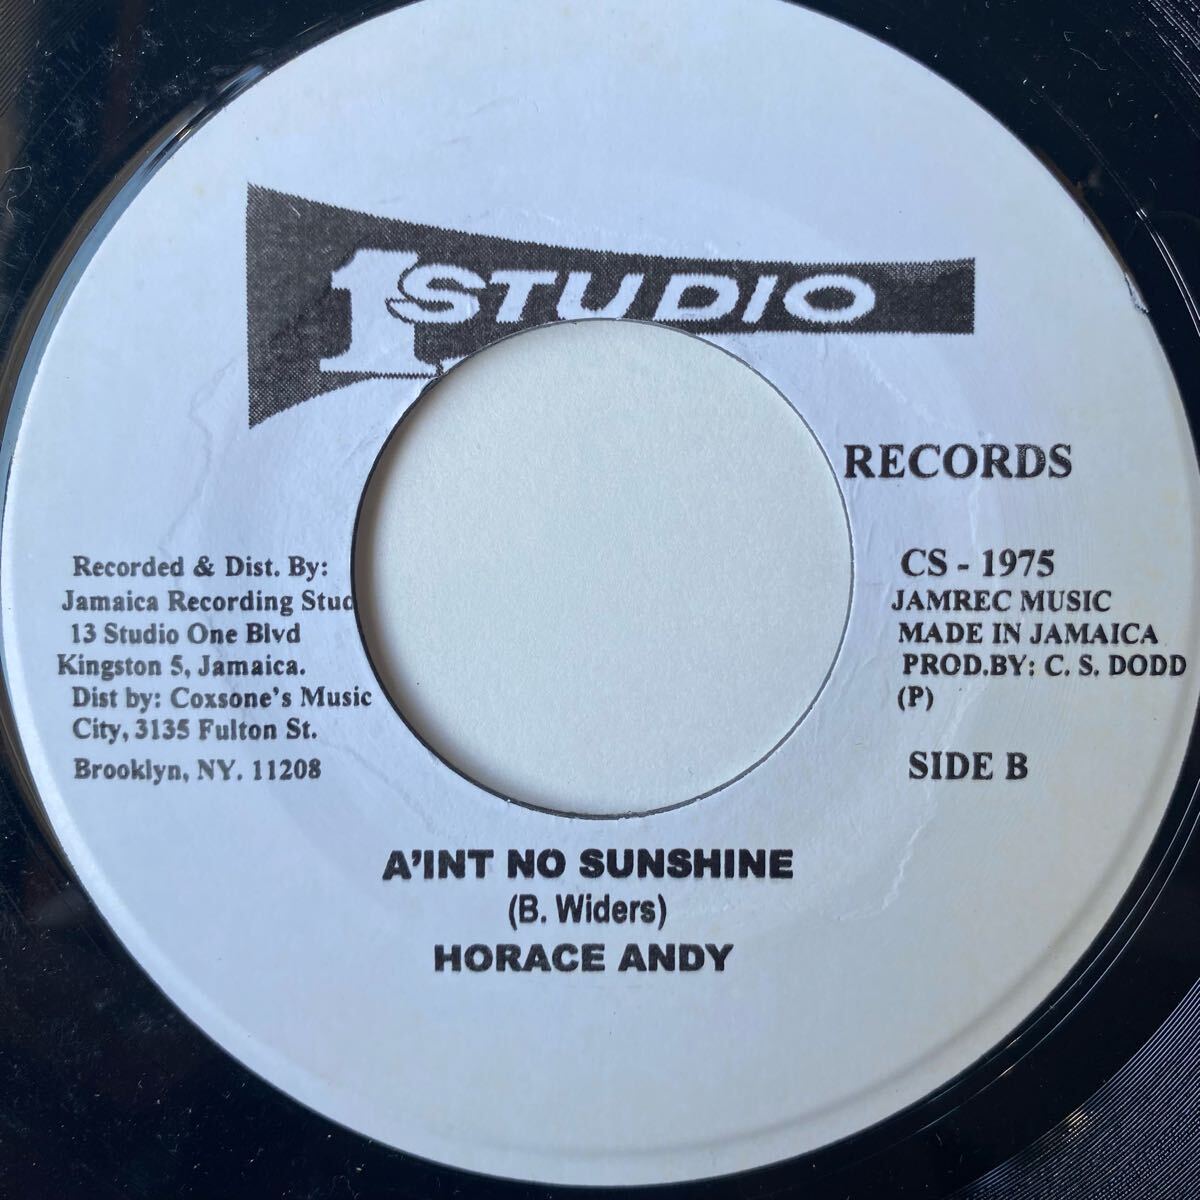 1 STUDIO
RECORDS
Recorded & Dist. By:
Jamaica Recording Stud
13 Studio One Blvd
Kingston 5, Jamaica.
Dist by: Coxsone's Music
City, 3135 Fulton St.
Brooklyn, NY. 11208
CS - 1975
JAMREC MUSIC
MADE IN JAMAICA
PROD.BY: C. S. DODD
(P)
SIDE B
A'INT NO SUNSHINE
(B. Widers)
HORACE ANDY